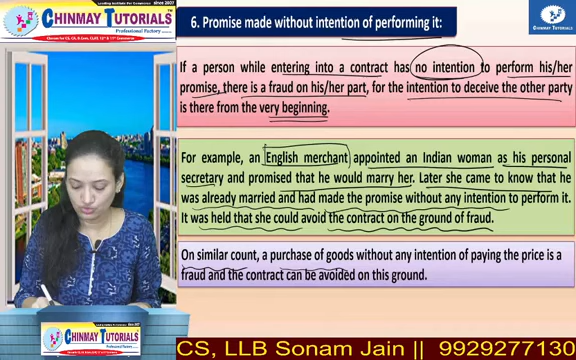 CHINMAY TUTORIALS
Professional Factory
6. Promise made without intention of performing it:
CHINMAY TUTORIALS
If a person while entering into a contract has no intention to perform his/her
promise, there is a fraud on his/her part, for the intention to deceive the other party
is there from the very beginning.
For example, an English merchant appointed an Indian woman as his personal
secretary and promised that he would marry her. Later she came to know that he
was already married and had made the promise without any intention to perform it.
It was held that she could avoid the contract on the ground of fraud.
On similar count, a purchase of goods without any intention of paying the price is a
fraud and the contract can be avoided on this ground.
CHINMAY TUTORIALS
Professional Factory
CS, LLB Sonam Jain || 9929277130